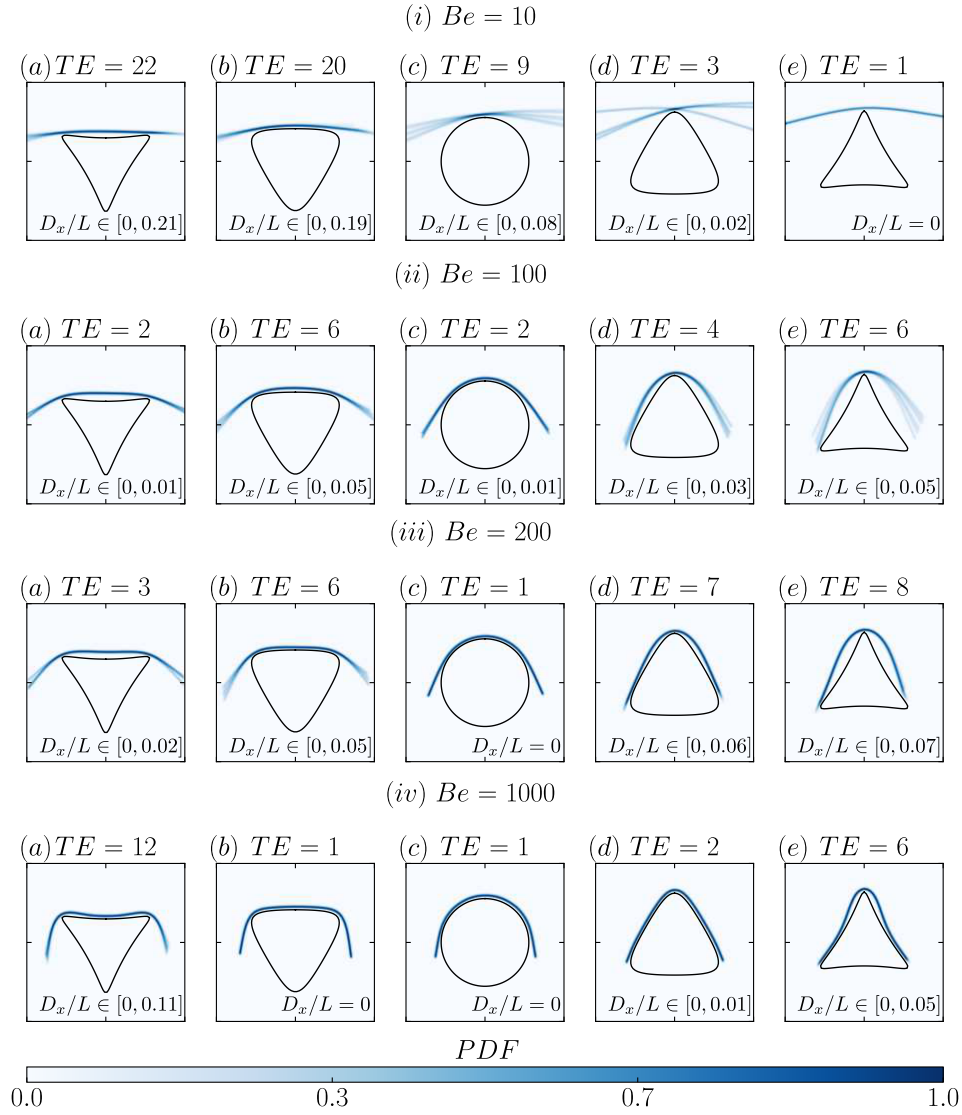 (i) Be = 10
(a) TE = 22 (b) TE = 20 (c) TE = 9 (d) TE = 3 (e) TE = 1
D_x/L ∈ [0, 0.21] D_x/L ∈ [0, 0.19] D_x/L ∈ [0, 0.08] D_x/L ∈ [0, 0.02] D_x/L = 0
(ii) Be = 100
(a) TE = 2 (b) TE = 6 (c) TE = 2 (d) TE = 4 (e) TE = 6
D_x/L ∈ [0, 0.01] D_x/L ∈ [0, 0.05] D_x/L ∈ [0, 0.01] D_x/L ∈ [0, 0.03] D_x/L ∈ [0, 0.05]
(iii) Be = 200
(a) TE = 3 (b) TE = 6 (c) TE = 1 (d) TE = 7 (e) TE = 8
D_x/L ∈ [0, 0.02] D_x/L ∈ [0, 0.05] D_x/L = 0 D_x/L ∈ [0, 0.06] D_x/L ∈ [0, 0.07]
(iv) Be = 1000
(a) TE = 12 (b) TE = 1 (c) TE = 1 (d) TE = 2 (e) TE = 6
D_x/L ∈ [0, 0.11] D_x/L = 0 D_x/L = 0 D_x/L ∈ [0, 0.01] D_x/L ∈ [0, 0.05]
PDF
0.0 0.3 0.7 1.0